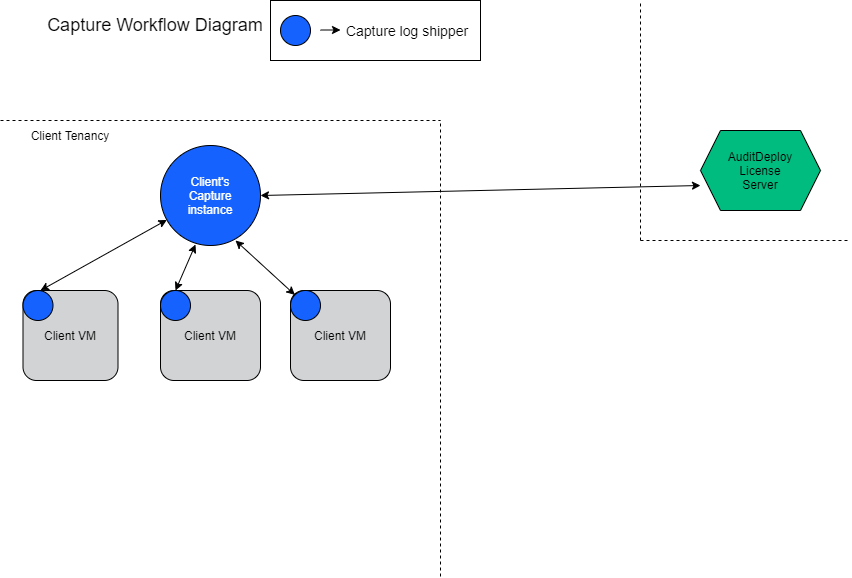 Capture Workflow Diagram
Capture log shipper
Client Tenancy
Client's
Capture
instance
AuditDeploy
License
Server
Client VM
Client VM
Client VM